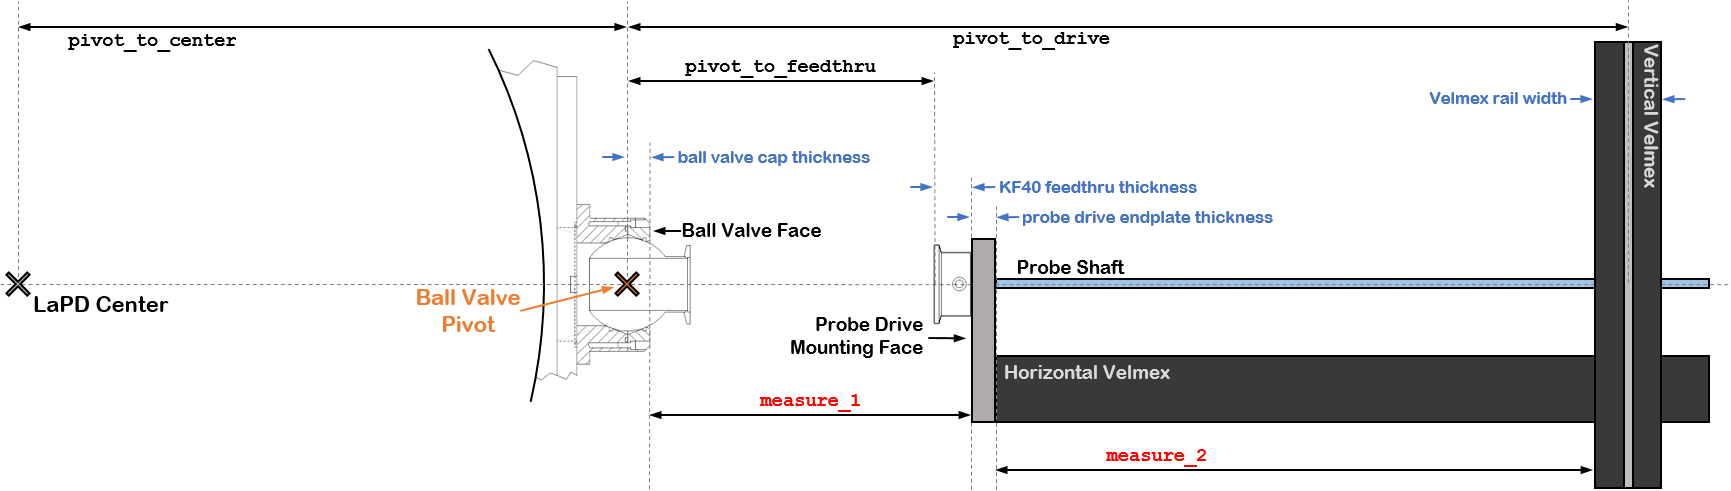 pivot_to_center
pivot_to_drive
pivot_to_feedthru
Velmex rail width
Vertical Velmex
ball valve cap thickness
KF40 feedthru thickness
probe drive endplate thickness
Ball Valve Face
Probe Shaft
LaPD Center
Ball Valve
Pivot
Probe Drive
Mounting Face
Horizontal Velmex
measure_1
measure_2